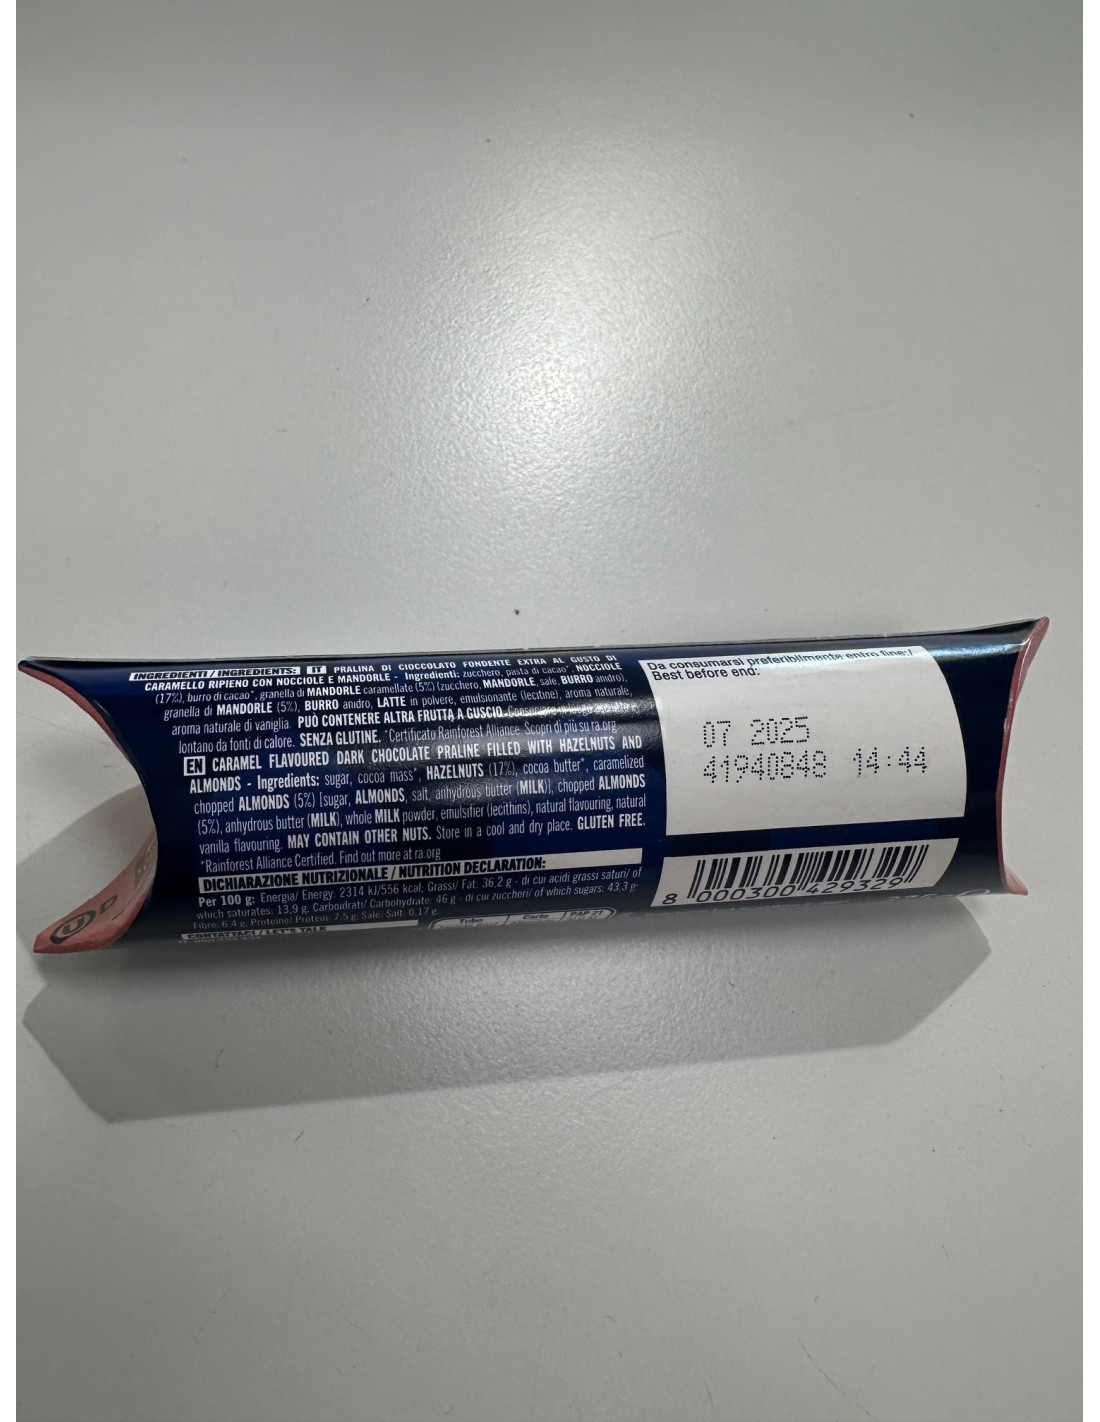 INGREDIENTI / INGREDIENTS: IT PRALINA DI CIOCCOLATO FONDENTE EXTRA AL GUSTO DI
CARAMELLO RIPIENO CON NOCCIOLE E MANDORLE - Ingredienti: zucchero, pasta di cacao*, NOCCIOLE
(17%), burro di cacao*, granella di MANDORLE caramellate (5%) (zucchero, MANDORLE, sale, BURRO anidro),
granella di MANDORLE (5%), BURRO anidro, LATTE in polvere, emulsionante (lecitine), aroma naturale,
aroma naturale di vaniglia. PUÒ CONTENERE ALTRA FRUTTA A GUSCIO. Conservare in luogo
lontano da fonti di calore. SENZA GLUTINE. *Certificato Rainforest Alliance. Scopri di più su ra.org
EN CARAMEL FLAVOURED DARK CHOCOLATE PRALINE FILLED WITH HAZELNUTS AND
ALMONDS - Ingredients: sugar, cocoa mass*, HAZELNUTS (17%), cocoa butter*, caramelized
chopped ALMONDS (5%) [sugar, ALMONDS, salt, anhydrous butter (MILK)], chopped ALMONDS
(5%), anhydrous butter (MILK), whole MILK powder, emulsifier (lecithins), natural flavouring, natural
vanilla flavouring. MAY CONTAIN OTHER NUTS. Store in a cool and dry place. GLUTEN FREE.
*Rainforest Alliance Certified. Find out more at ra.org
DICHIARAZIONE NUTRIZIONALE / NUTRITION DECLARATION:
Per 100 g: Energia/ Energy: 2314 kJ/556 kcal; Grassi/ Fat: 36,2 g - di cui acidi grassi saturi/ of
which saturates: 13,9 g; Carboidrati/ Carbohydrate: 46 g - di cui zuccheri/ of which sugars: 43,3 g;
Fibre: 6,4 g; Proteine/ Protein: 7,5 g; Sale/ Salt: 0,17 g.
CONTATTACI / LET'S TALK
Tubo Carta PAP 21
Da consumarsi preferibilmente entro fine:/
Best before end:
07 2025
41940848 14:44
8 000300 429329
U D